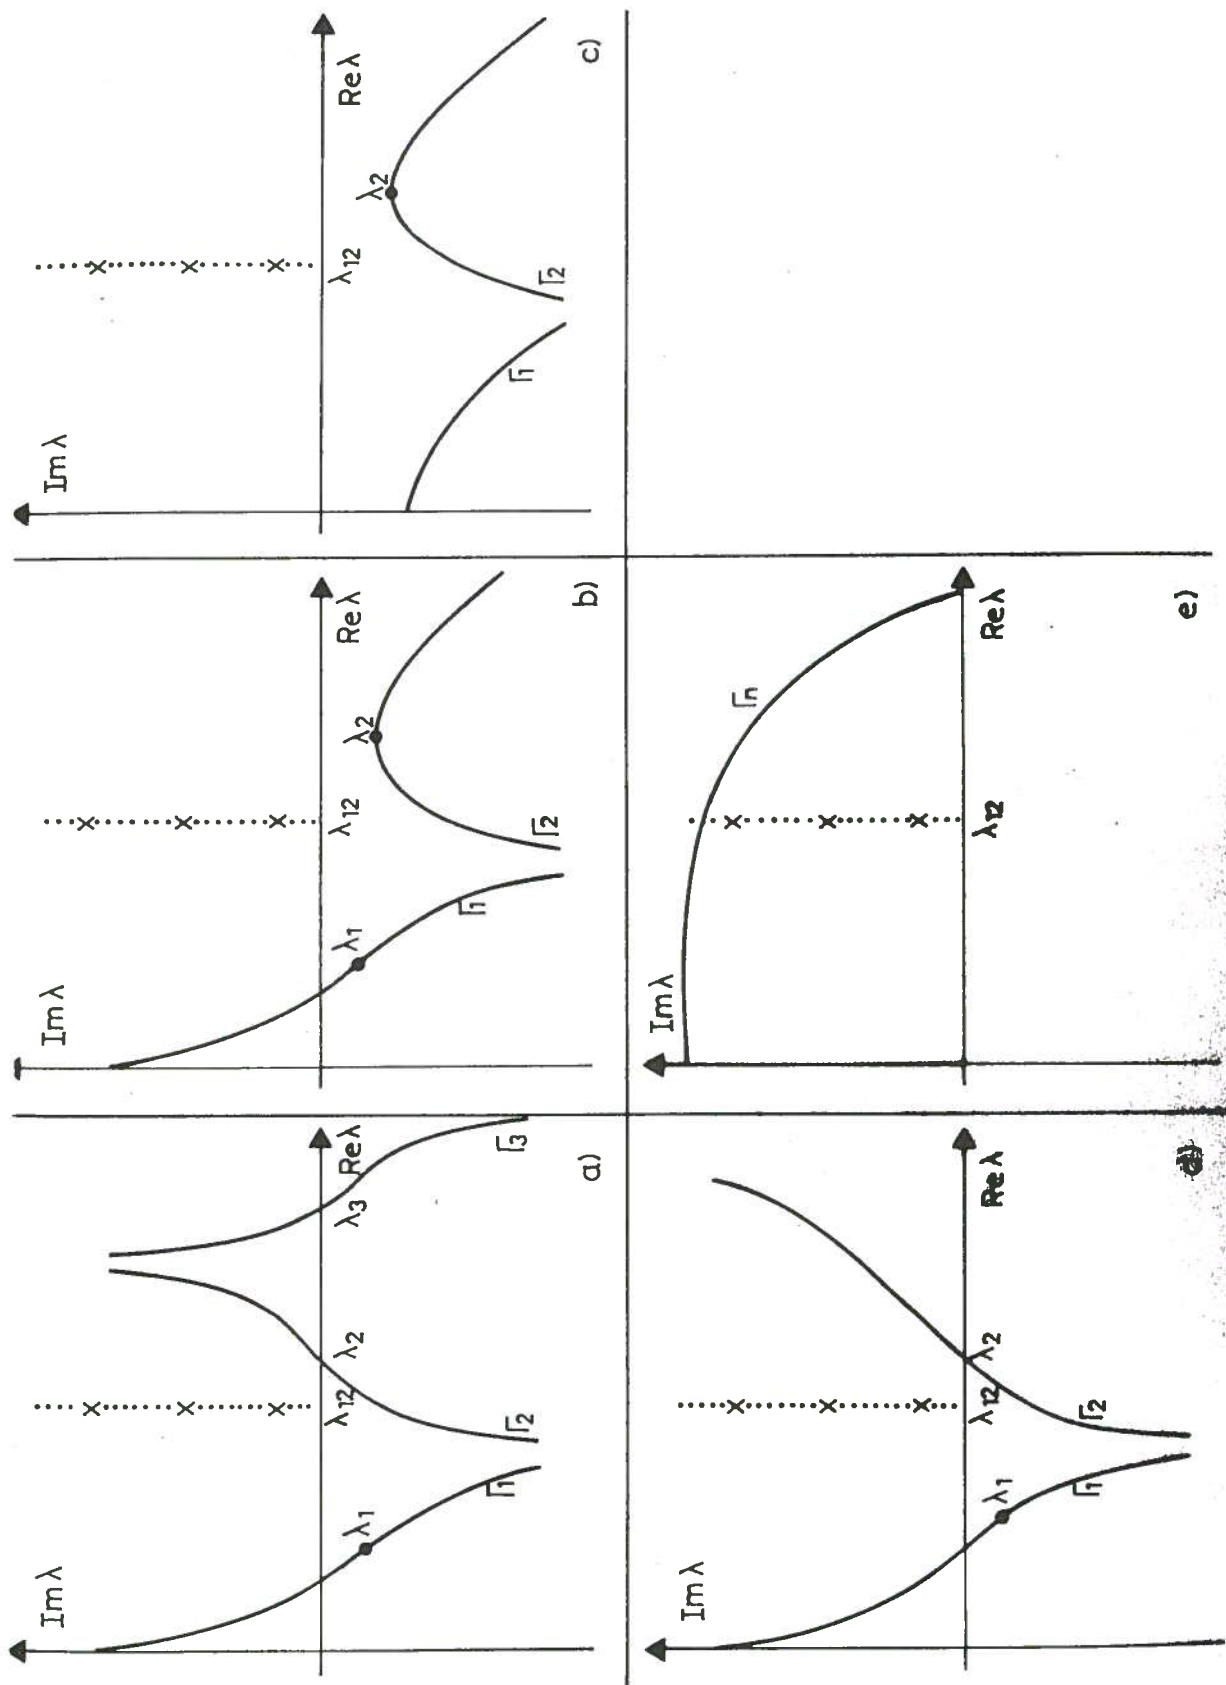 Im λ
λ₁
Γ₁
λ₁₂
Γ₂
λ₂
λ₃
Re λ
Γ₃
a)
Im λ
λ₁
Γ₁
λ₁₂
Γ₂
λ₂
Re λ
b)
Im λ
Γ₁
λ₁₂
Γ₂
λ₂
Re λ
c)
Im λ
λ₁
Γ₁
λ₁₂
Γ₂
λ₂
Re λ
d)
Im λ
λ₁₂
Γₙ
Re λ
e)